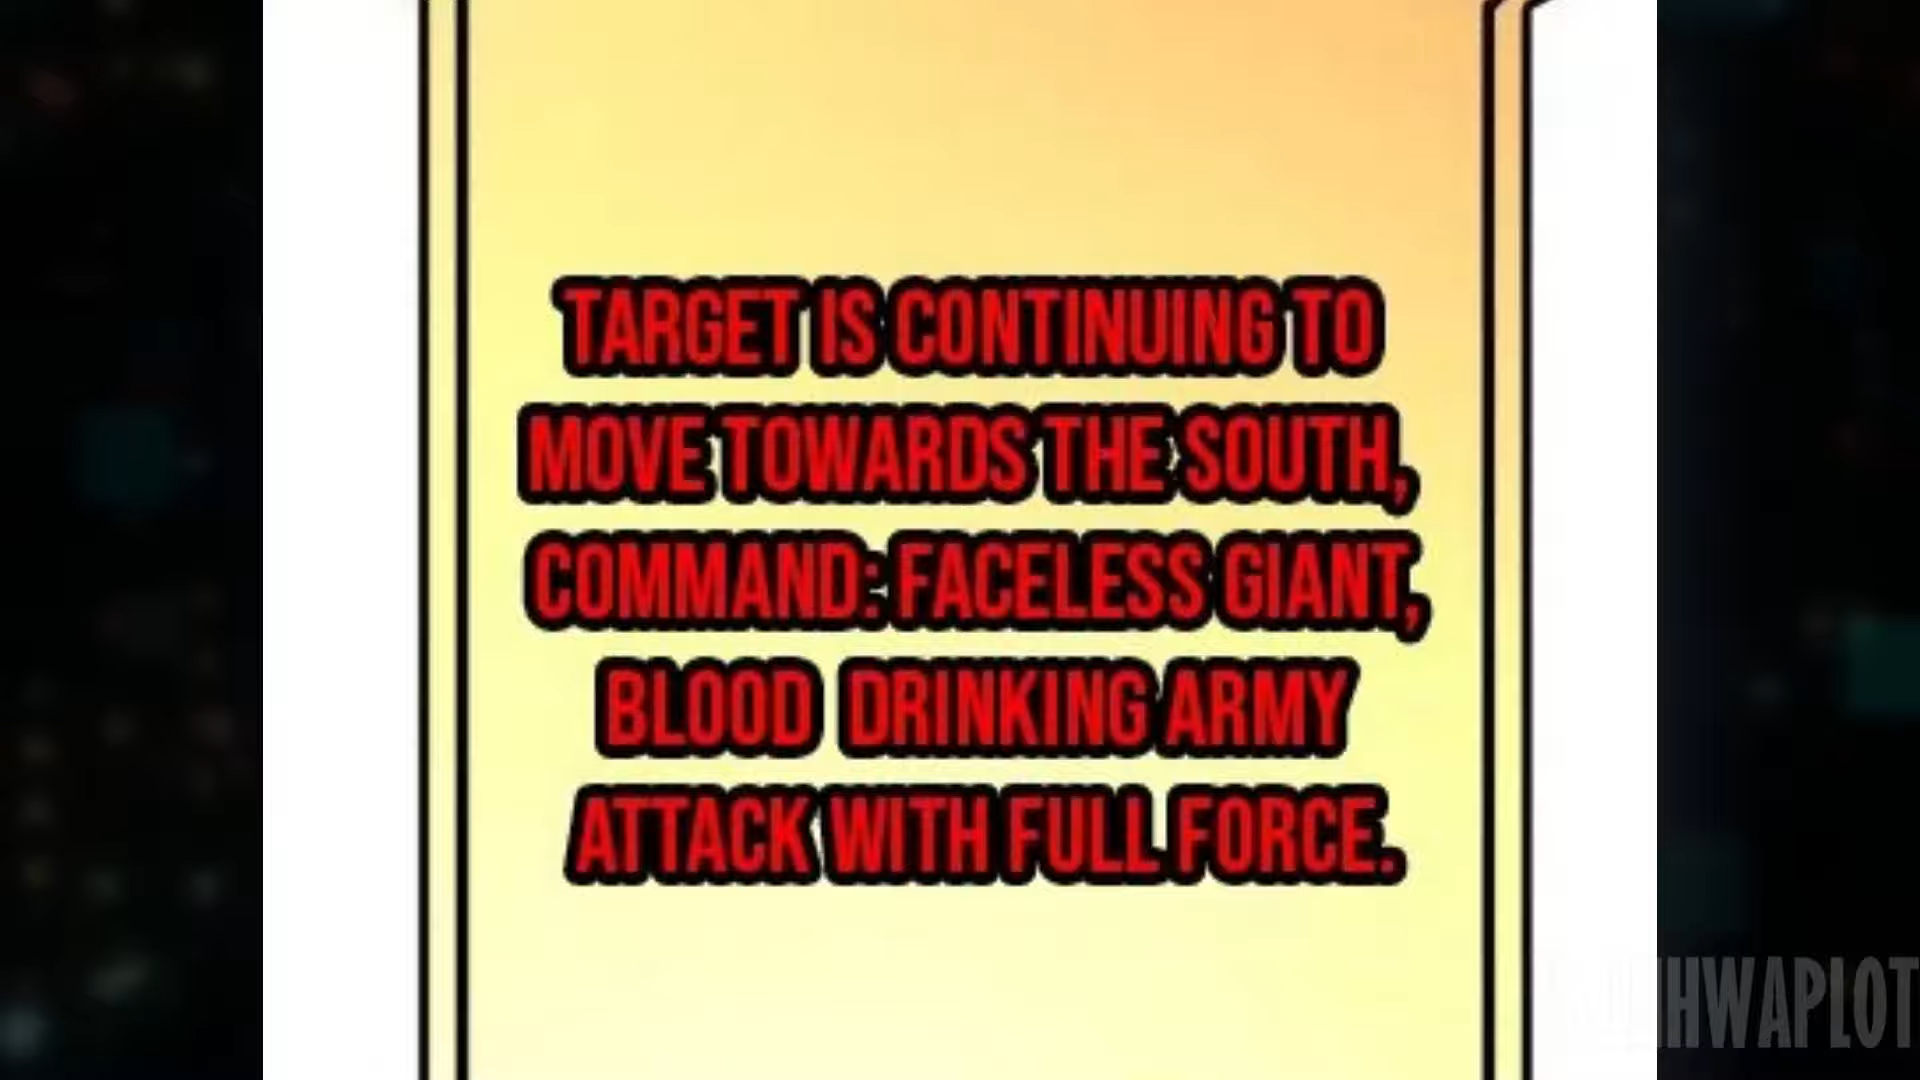 TARGET IS CONTINUING TO
MOVE TOWARDS THE SOUTH,
COMMAND: FACELESS GIANT,
BLOOD DRINKING ARMY
ATTACK WITH FULL FORCE.